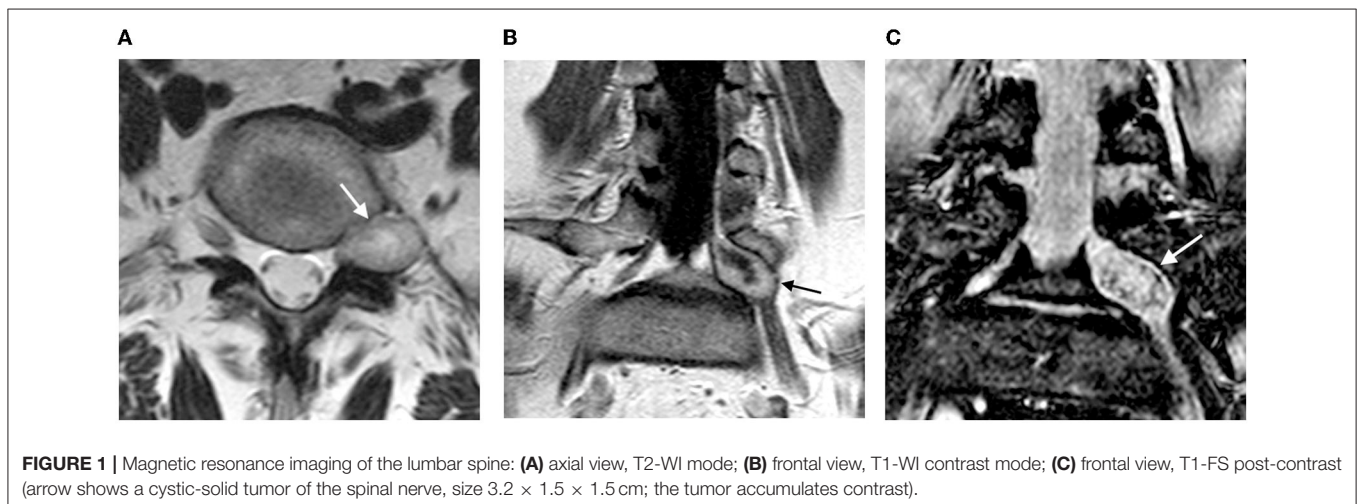 A
B
C
FIGURE 1 | Magnetic resonance imaging of the lumbar spine: (A) axial view, T2-WI mode; (B) frontal view, T1-WI contrast mode; (C) frontal view, T1-FS post-contrast
(arrow shows a cystic-solid tumor of the spinal nerve, size 3.2 × 1.5 × 1.5 cm; the tumor accumulates contrast).